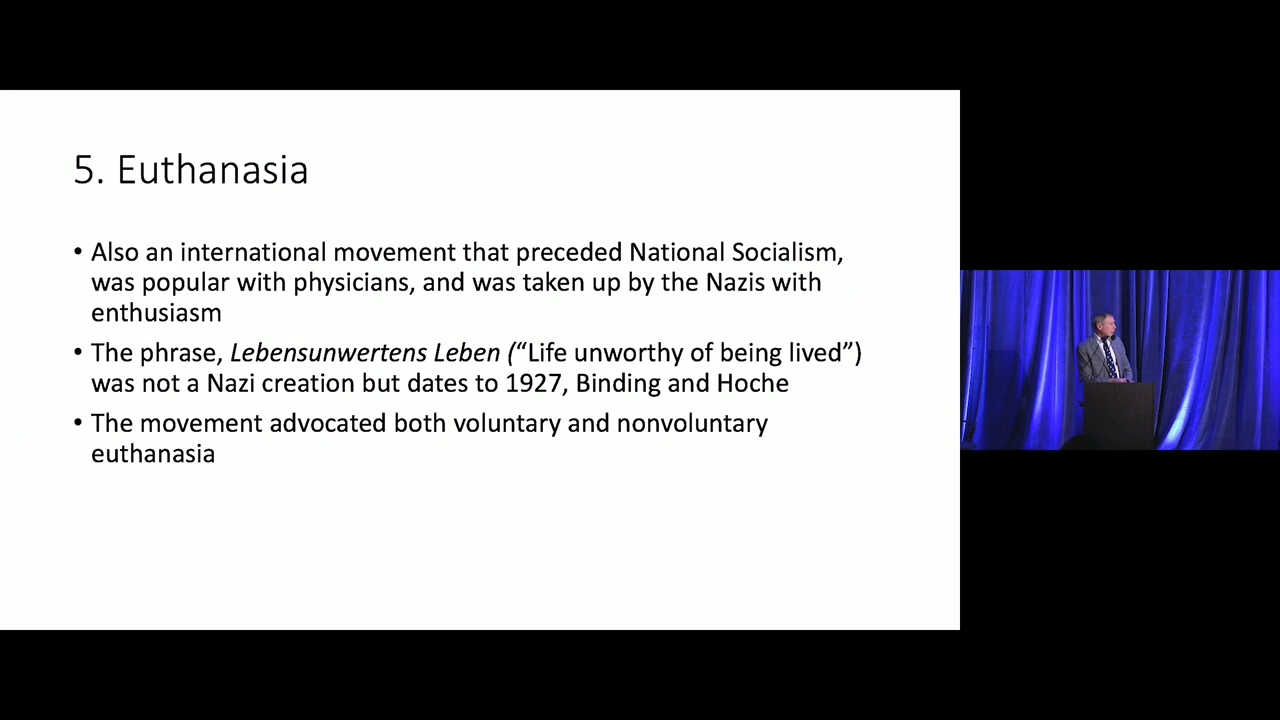 5. Euthanasia
• Also an international movement that preceded National Socialism,
was popular with physicians, and was taken up by the Nazis with
enthusiasm
• The phrase, Lebensunwertens Leben (“Life unworthy of being lived”)
was not a Nazi creation but dates to 1927, Binding and Hoche
• The movement advocated both voluntary and nonvoluntary
euthanasia